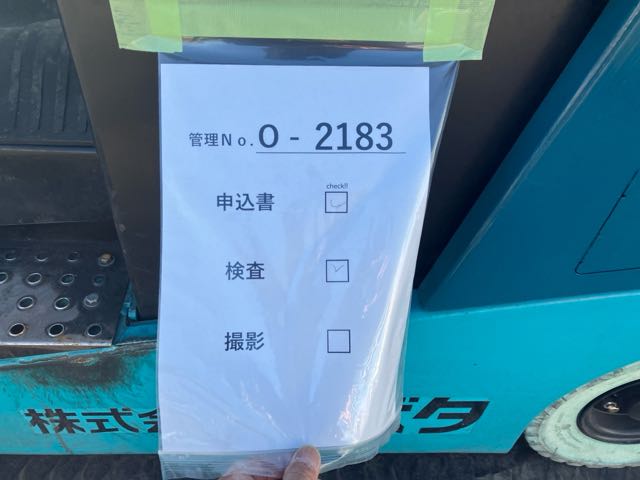 管理No. O - 2183
check!!
申込書
検査
撮影
株式会
タ